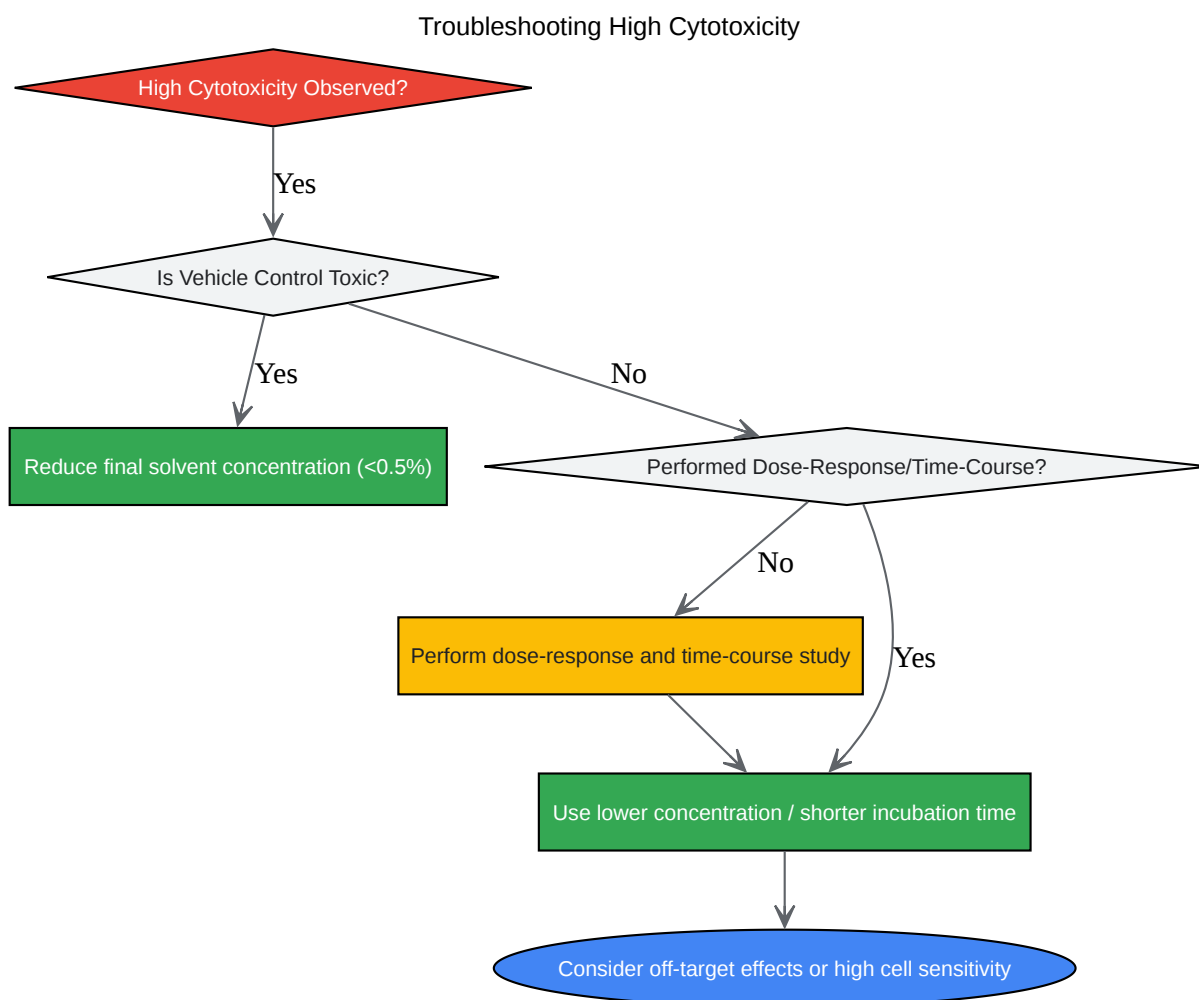 Troubleshooting High Cytotoxicity
High Cytotoxicity Observed?
Yes
Is Vehicle Control Toxic?
Yes
No
Reduce final solvent concentration (<0.5%)
Performed Dose-Response/Time-Course?
No
Yes
Perform dose-response and time-course study
Use lower concentration / shorter incubation time
Consider off-target effects or high cell sensitivity